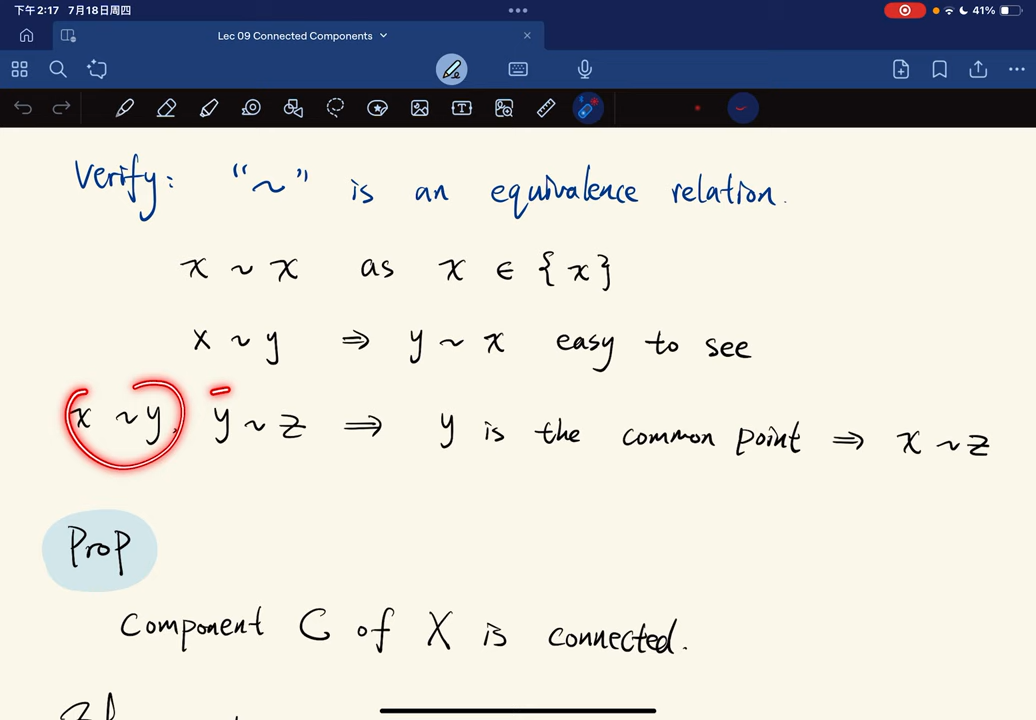 下午2:17 7月18日周四
41%
Lec 09 Connected Components
Verify: "~" is an equivalence relation.
x ~ x as x ∈ {x}
x ~ y ⇒ y ~ x easy to see
x ~ y, y ~ z ⇒ y is the common point ⇒ x ~ z
Prop
Component C of X is connected.